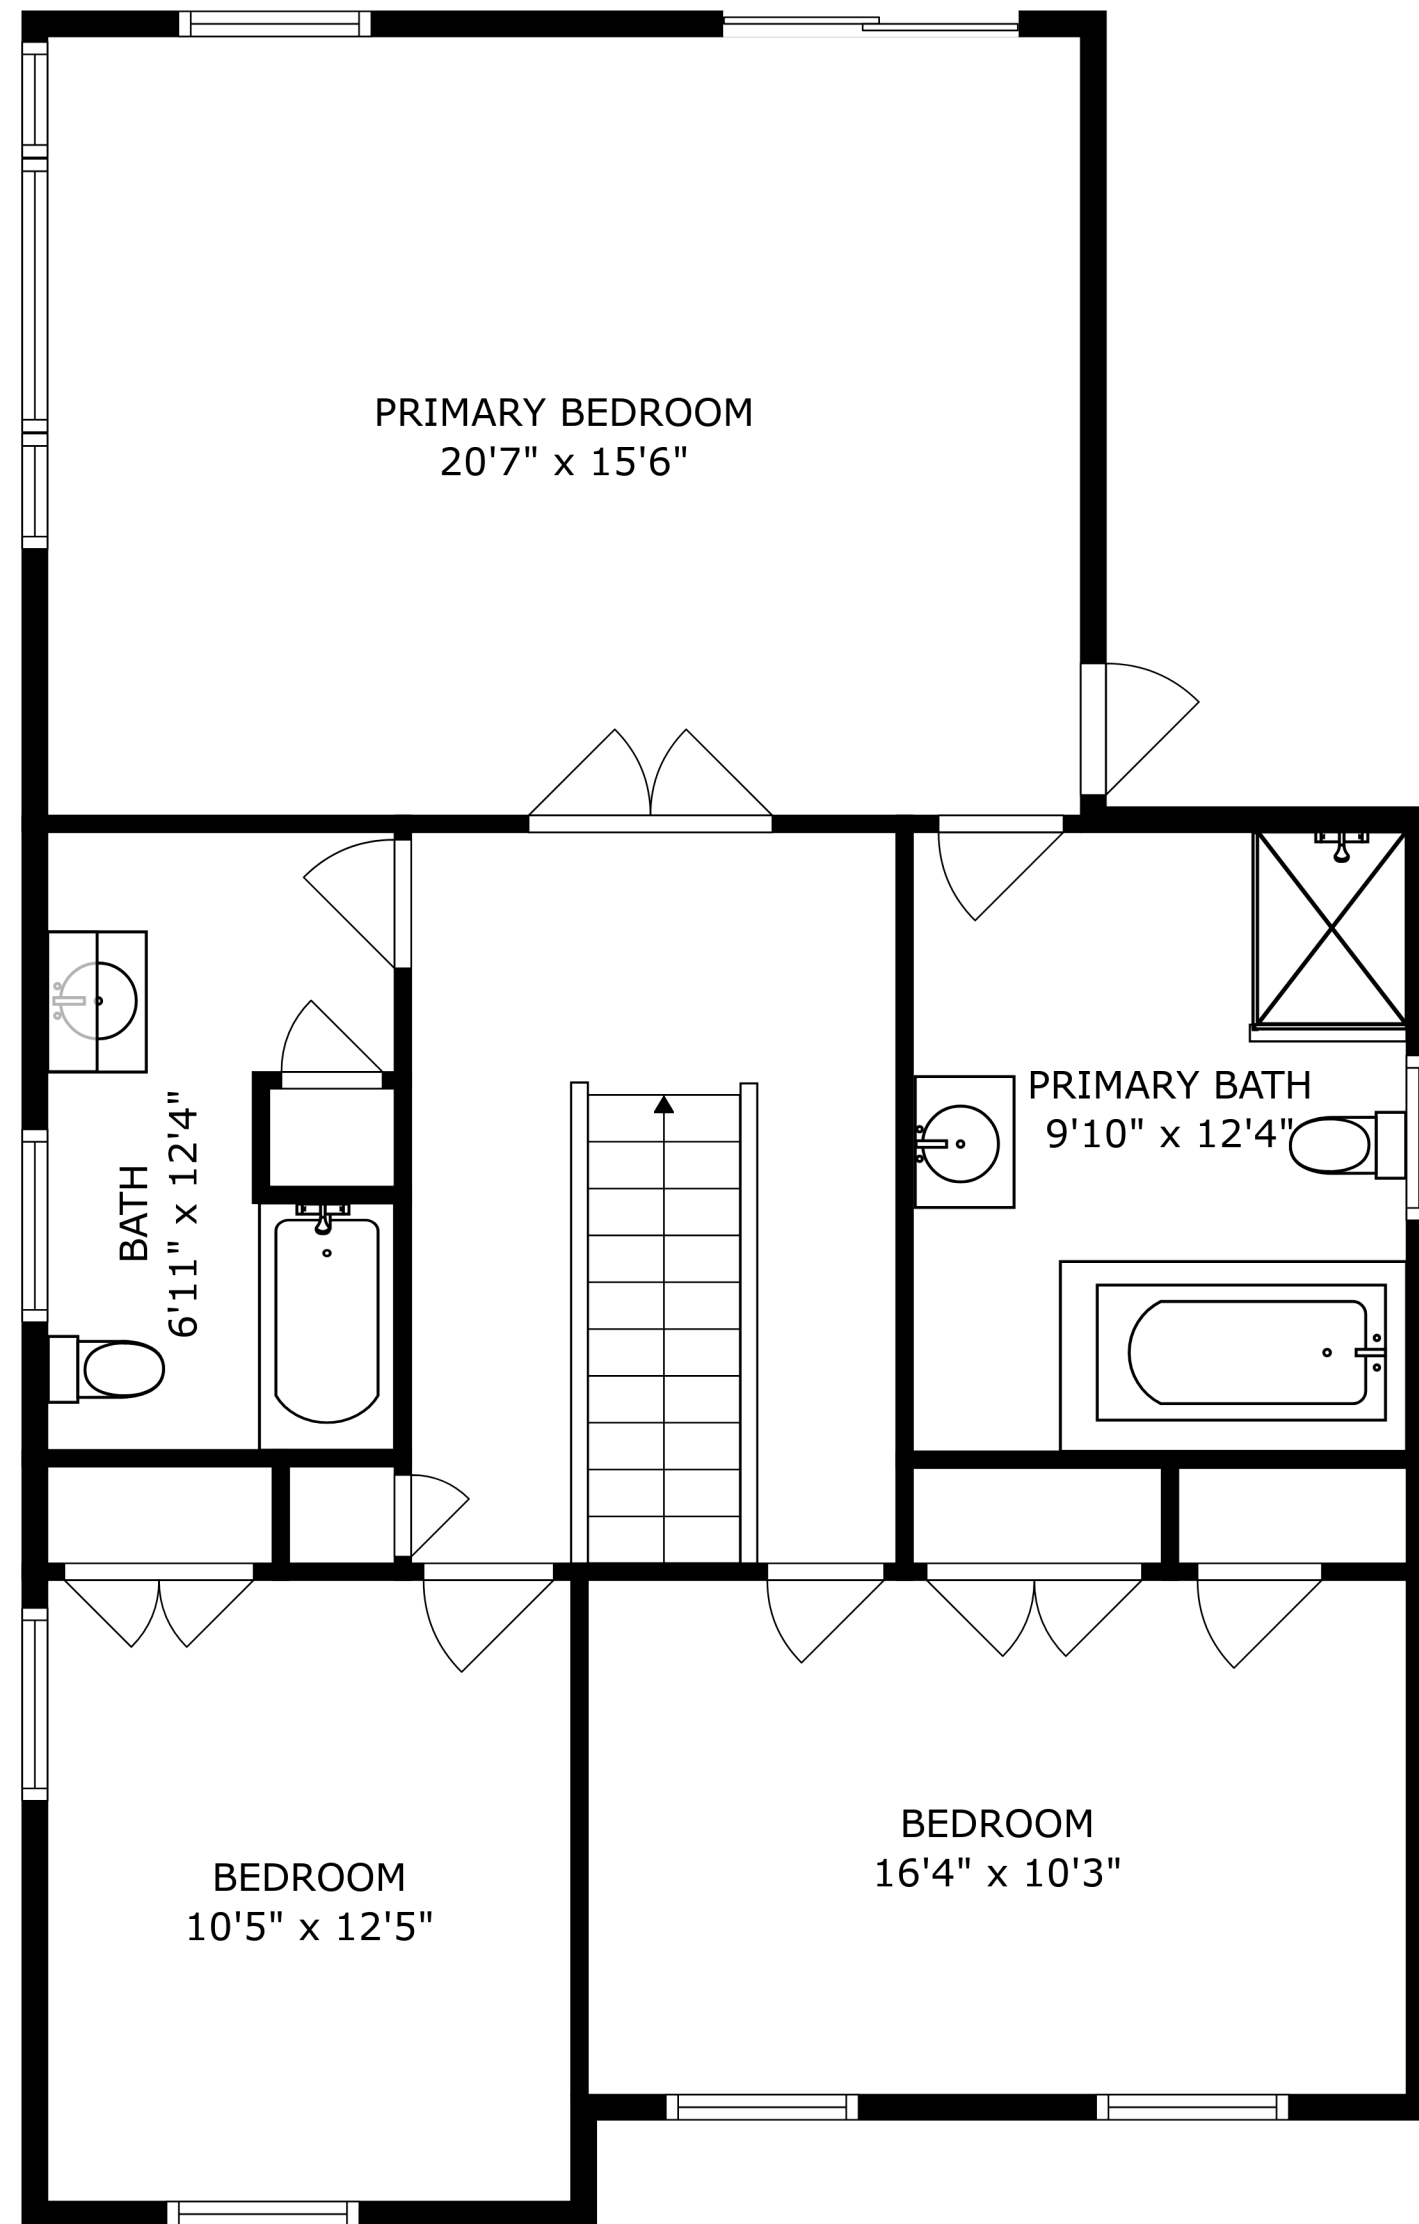 PRIMARY BEDROOM
20'7" x 15'6"
PRIMARY BATH
9'10" x 12'4"
BATH
6'11" x 12'4"
BEDROOM
16'4" x 10'3"
BEDROOM
10'5" x 12'5"